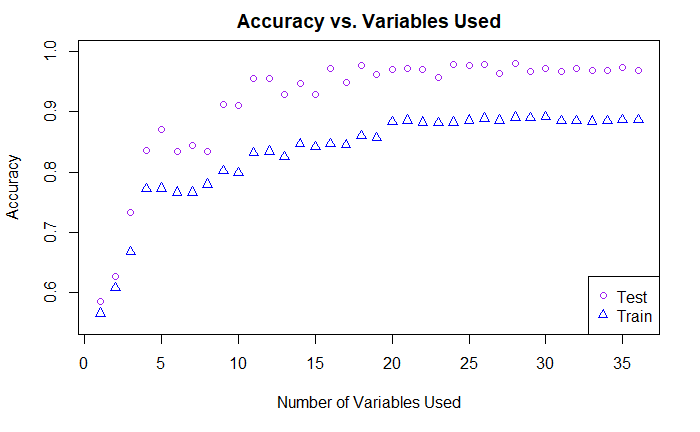 Accuracy vs. Variables Used
Accuracy
1.0
0.9
0.8
0.7
0.6
Test
Train
0 5 10 15 20 25 30 35
Number of Variables Used